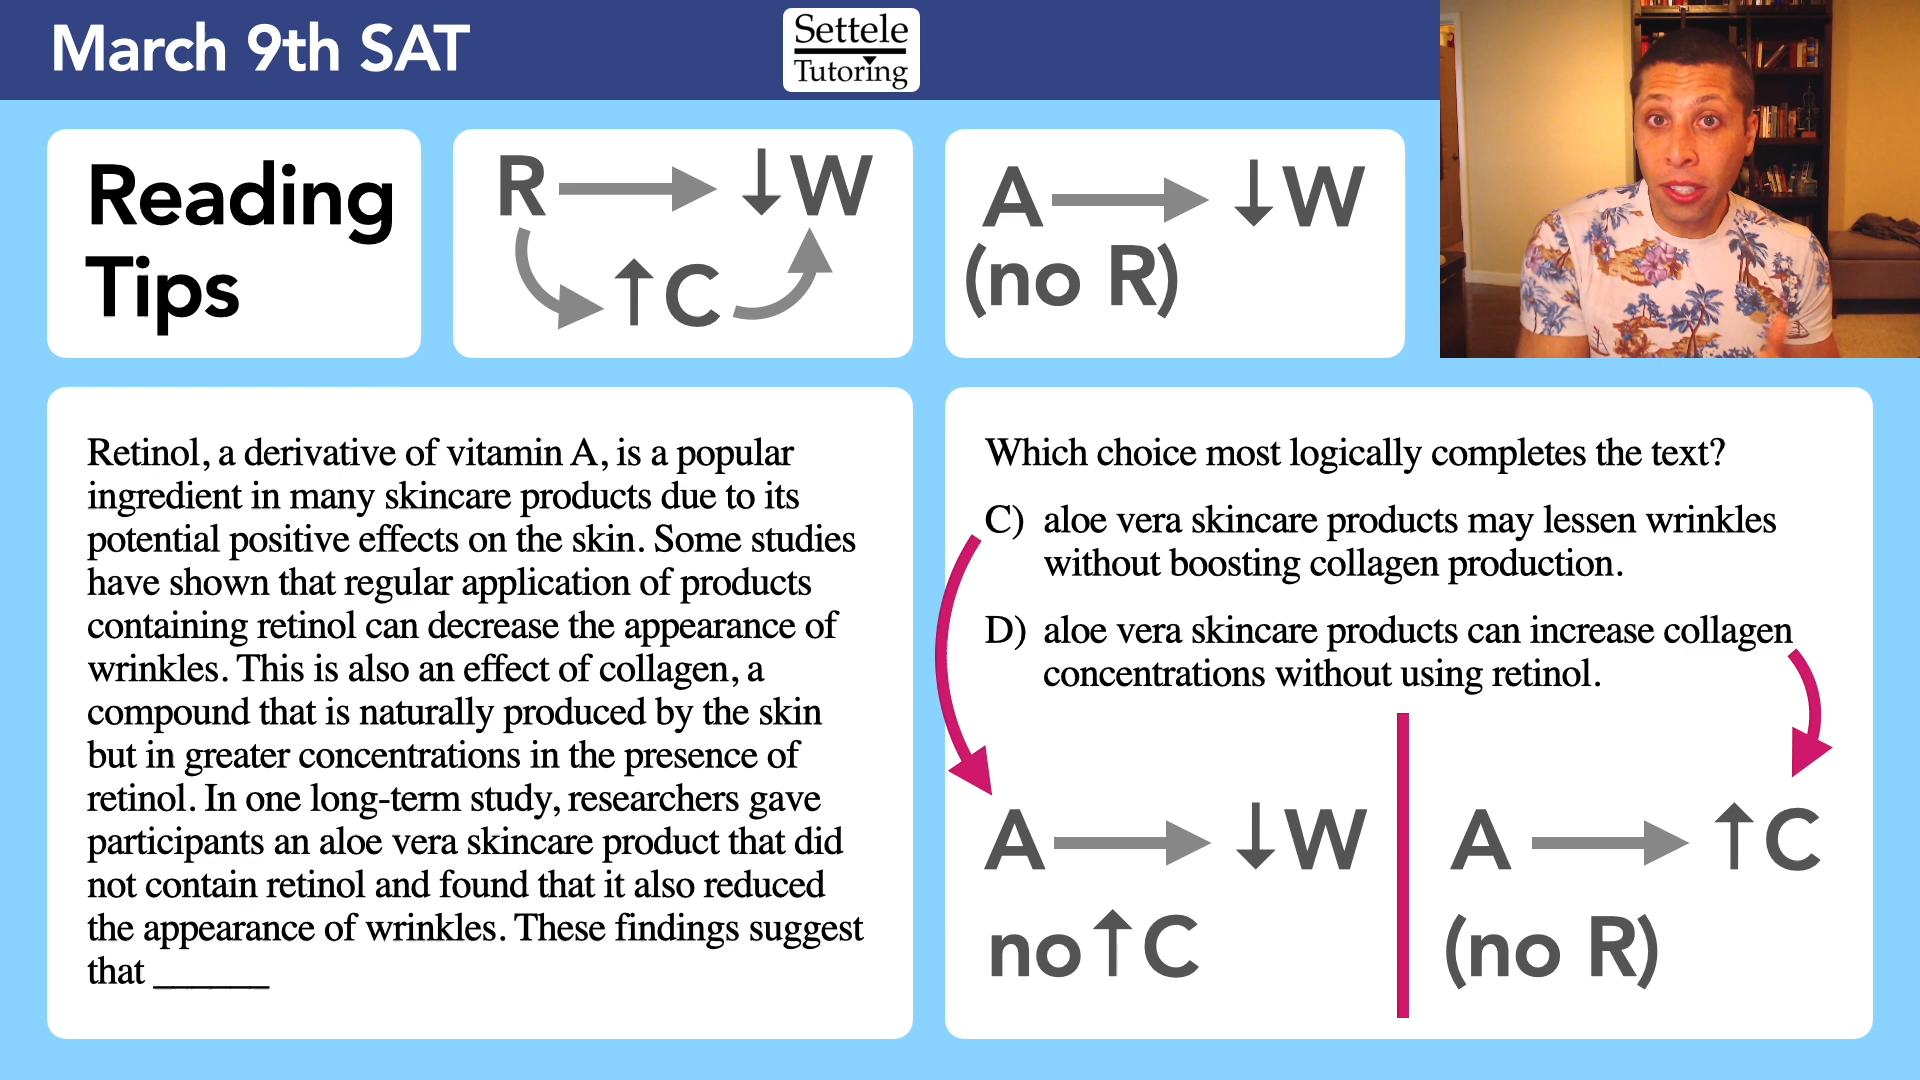 March 9th SAT
Settele
Tutoring
Reading
Tips
R ↓W
↑C
A ↓W
(no R)
Retinol, a derivative of vitamin A, is a popular
ingredient in many skincare products due to its
potential positive effects on the skin. Some studies
have shown that regular application of products
containing retinol can decrease the appearance of
wrinkles. This is also an effect of collagen, a
compound that is naturally produced by the skin
but in greater concentrations in the presence of
retinol. In one long-term study, researchers gave
participants an aloe vera skincare product that did
not contain retinol and found that it also reduced
the appearance of wrinkles. These findings suggest
that ______
Which choice most logically completes the text?
C) aloe vera skincare products may lessen wrinkles
without boosting collagen production.
D) aloe vera skincare products can increase collagen
concentrations without using retinol.
A ↓W
no↑C
A ↑C
(no R)